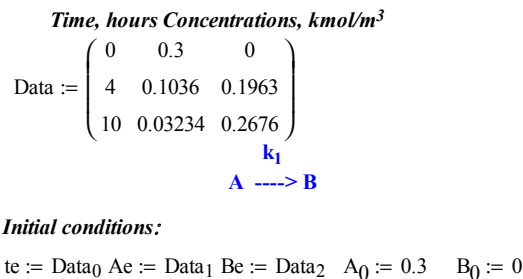 Time, hours Concentrations, kmol/m³
Data := 
0 0.3 0
4 0.1036 0.1963
10 0.03234 0.2676
k₁
A ----> B
Initial conditions:
te := Data₀ Ae := Data₁ Be := Data₂ A₀ := 0.3 B₀ := 0